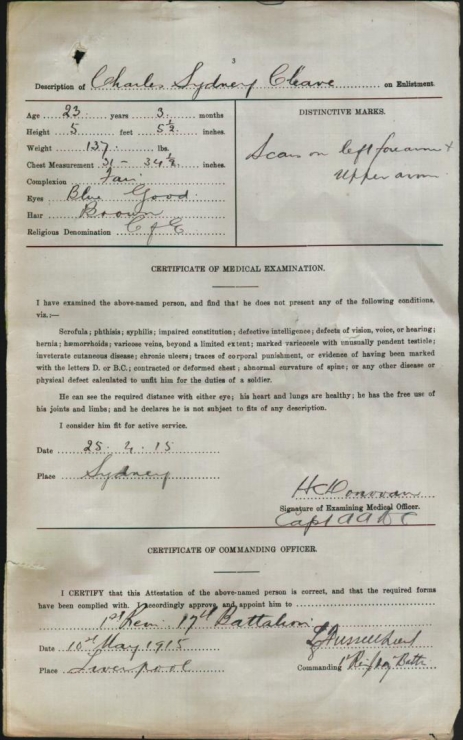 3
Description of Charles Sydney Cleave on Enlistment.
Age 23 years 3 months
Height 5 feet 5½ inches.
Weight 137 lbs.
Chest Measurement 31 - 34½ inches.
Complexion Fair
Eyes Blue Good
Hair Brown
Religious Denomination C of E
DISTINCTIVE MARKS.
Scar on left forearm &
Upper arm
CERTIFICATE OF MEDICAL EXAMINATION.
I have examined the above-named person, and find that he does not present any of the following conditions,
viz.:—
Scrofula; phthisis; syphilis; impaired constitution; defective intelligence; defects of vision, voice, or hearing;
hernia; hæmorrhoids; varicose veins, beyond a limited extent; marked varicocele with unusually pendent testicle;
inveterate cutaneous disease; chronic ulcers; traces of corporal punishment, or evidence of having been marked
with the letters D. or B.C.; contracted or deformed chest; abnormal curvature of spine; or any other disease or
physical defect calculated to unfit him for the duties of a soldier.
He can see the required distance with either eye; his heart and lungs are healthy; he has the free use of
his joints and limbs; and he declares he is not subject to fits of any description.
I consider him fit for active service.
Date 25. 4. 15
Place Sydney
H C Donovan
Signature of Examining Medical Officer.
Capt A A M C
CERTIFICATE OF COMMANDING OFFICER.
I CERTIFY that this Attestation of the above-named person is correct, and that the required forms
have been complied with. I accordingly approve, and appoint him to
1st Rein 17th Battalion
Date 10th May 1915
Place Liverpool
Commanding 1st Reinf 17 Battn